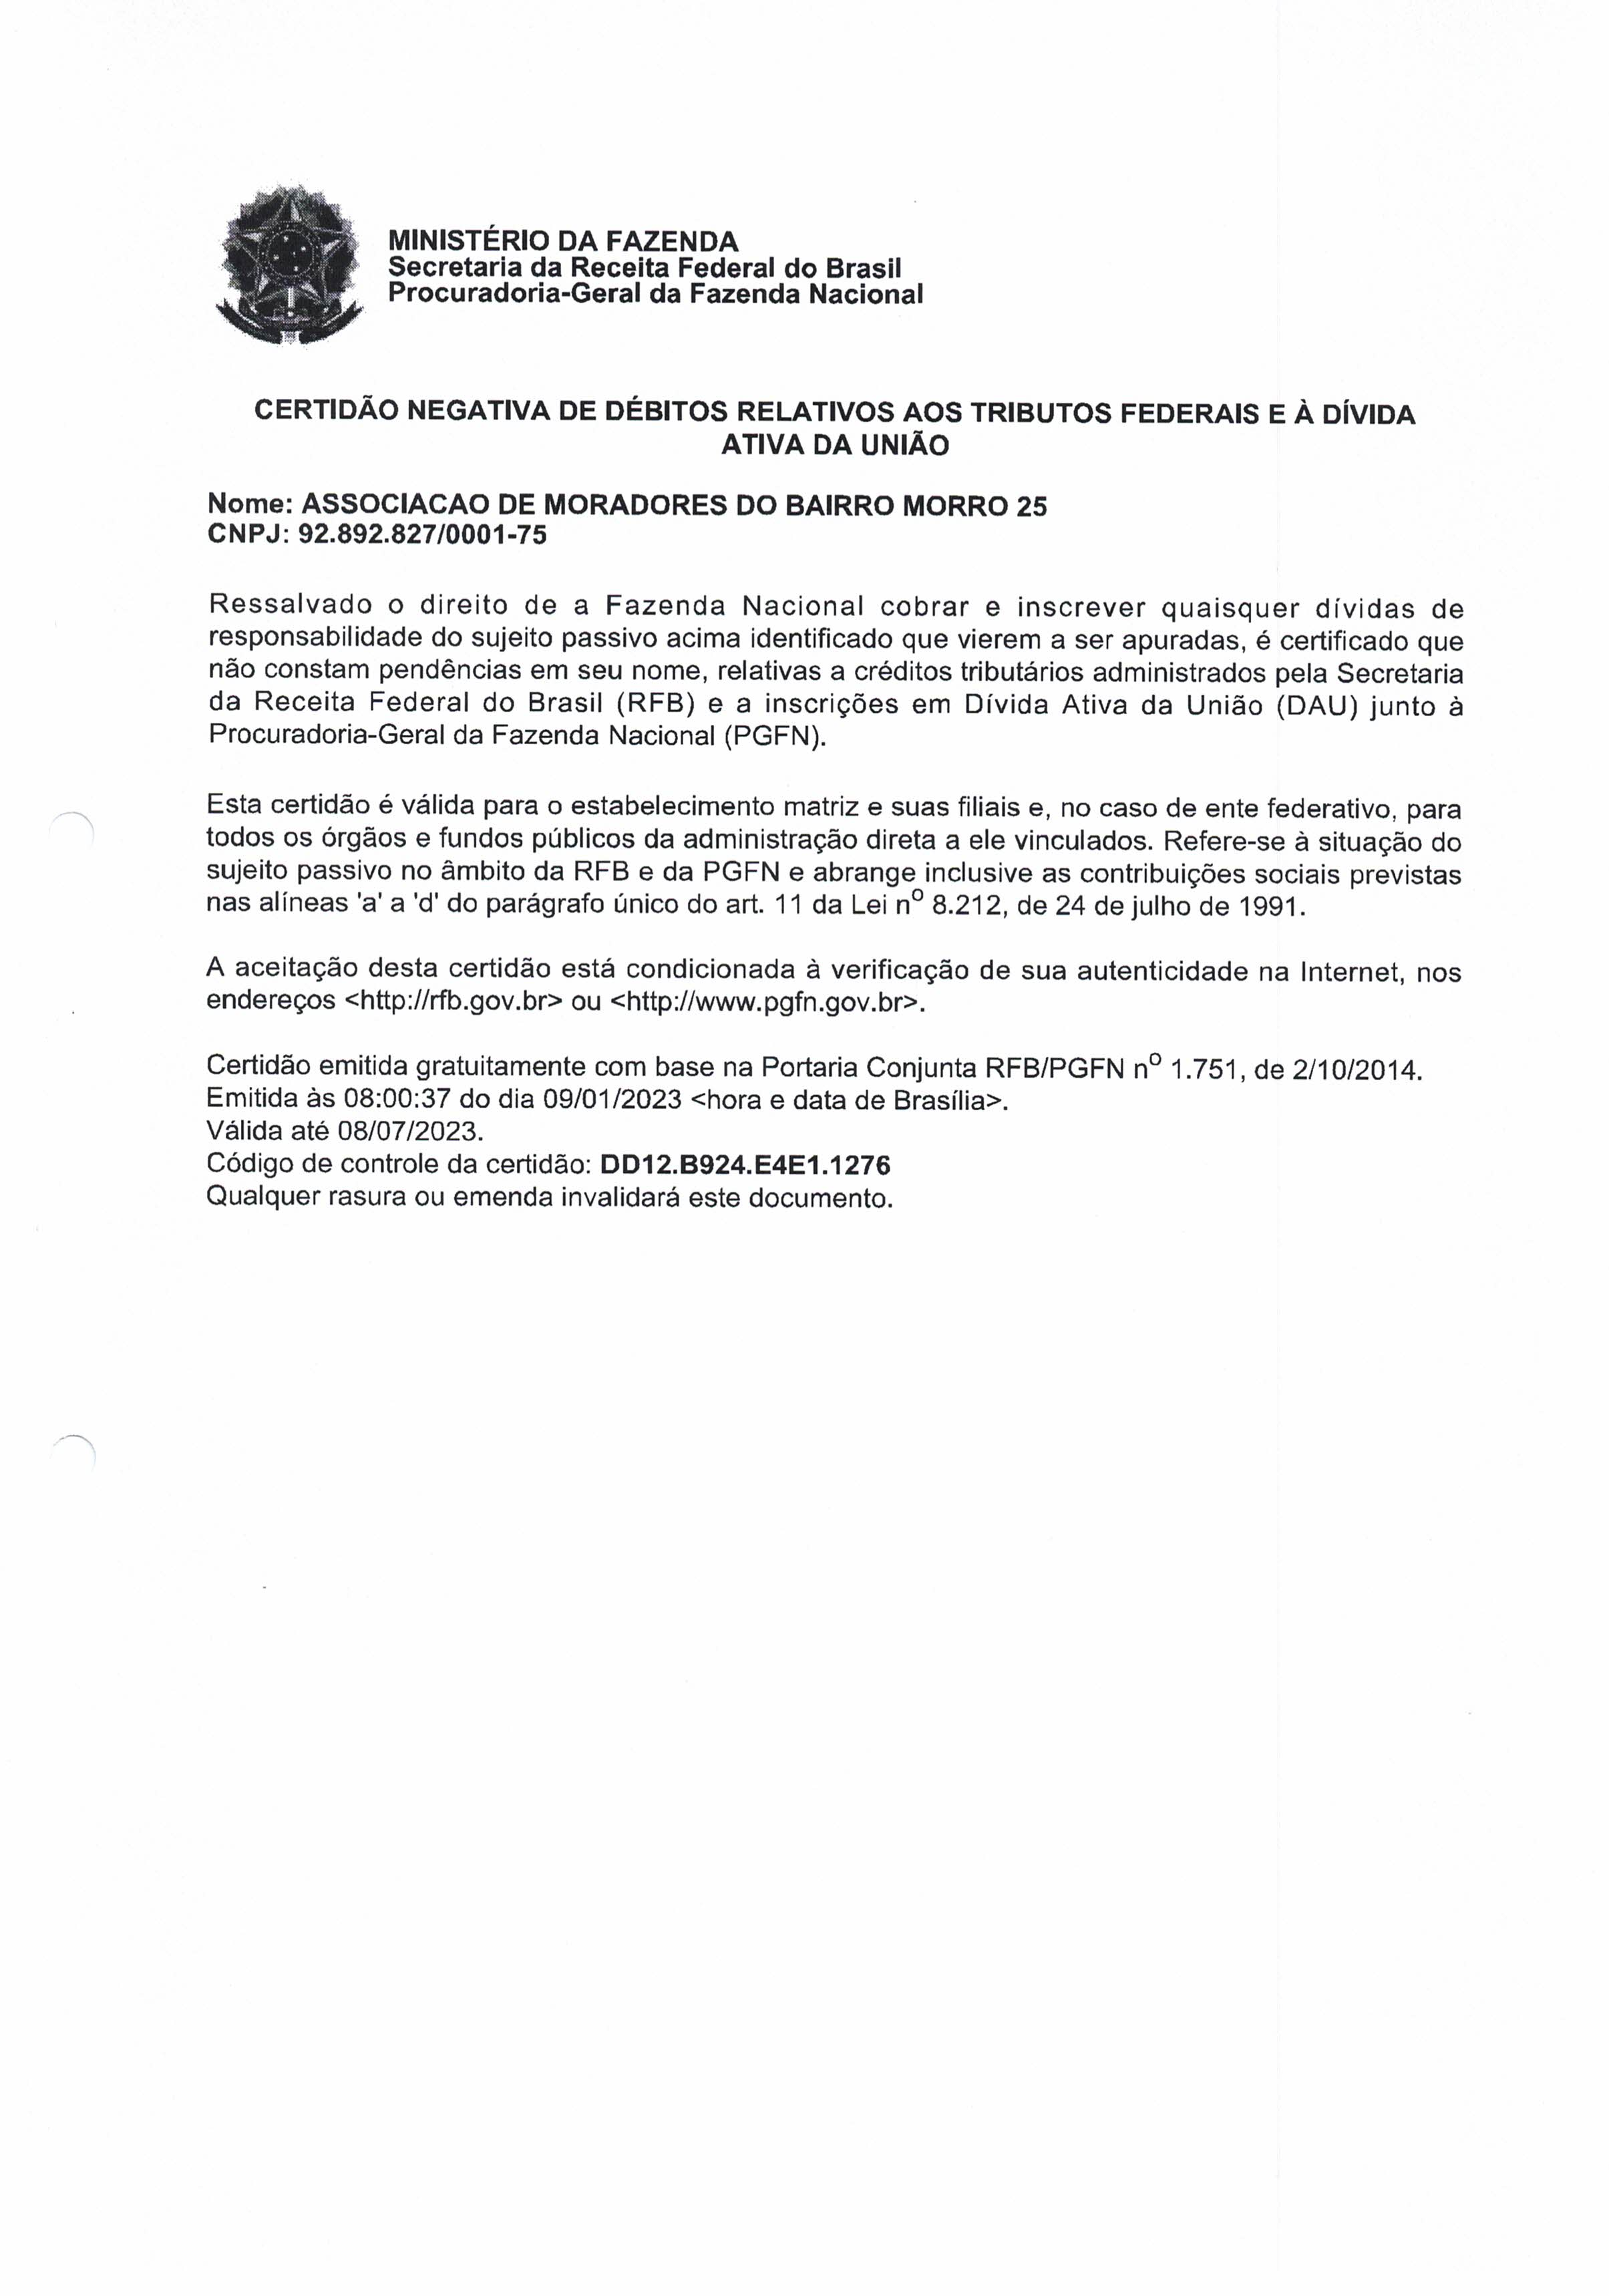 MINISTÉRIO DA FAZENDA
Secretaria da Receita Federal do Brasil
Procuradoria-Geral da Fazenda Nacional
CERTIDÃO NEGATIVA DE DÉBITOS RELATIVOS AOS TRIBUTOS FEDERAIS E À DÍVIDA
ATIVA DA UNIÃO
Nome: ASSOCIACAO DE MORADORES DO BAIRRO MORRO 25
CNPJ: 92.892.827/0001-75
Ressalvado o direito de a Fazenda Nacional cobrar e inscrever quaisquer dívidas de
responsabilidade do sujeito passivo acima identificado que vierem a ser apuradas, é certificado que
não constam pendências em seu nome, relativas a créditos tributários administrados pela Secretaria
da Receita Federal do Brasil (RFB) e a inscrições em Dívida Ativa da União (DAU) junto à
Procuradoria-Geral da Fazenda Nacional (PGFN).
Esta certidão é válida para o estabelecimento matriz e suas filiais e, no caso de ente federativo, para
todos os órgãos e fundos públicos da administração direta a ele vinculados. Refere-se à situação do
sujeito passivo no âmbito da RFB e da PGFN e abrange inclusive as contribuições sociais previstas
nas alíneas 'a' a 'd' do parágrafo único do art. 11 da Lei nº 8.212, de 24 de julho de 1991.
A aceitação desta certidão está condicionada à verificação de sua autenticidade na Internet, nos
endereços <http://rfb.gov.br> ou <http://www.pgfn.gov.br>.
Certidão emitida gratuitamente com base na Portaria Conjunta RFB/PGFN nº 1.751, de 2/10/2014.
Emitida às 08:00:37 do dia 09/01/2023 <hora e data de Brasília>.
Válida até 08/07/2023.
Código de controle da certidão: DD12.B924.E4E1.1276
Qualquer rasura ou emenda invalidará este documento.